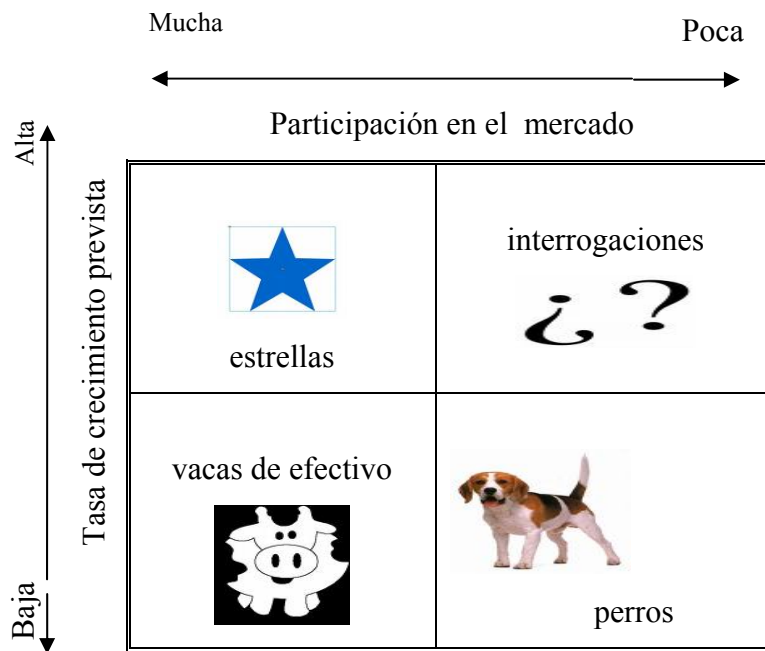 Mucha
Poca
Participación en el mercado
Alta
Tasa de crecimiento prevista
Baja
estrellas
interrogaciones
¿ ?
vacas de efectivo
perros